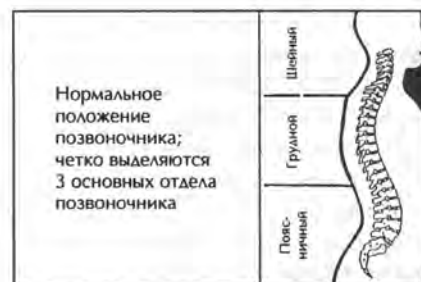 Нормальное
положение
позвоночника;
четко выделяются
3 основных отдела
позвоночника
Шейный
Грудной
Пояс-
ничный